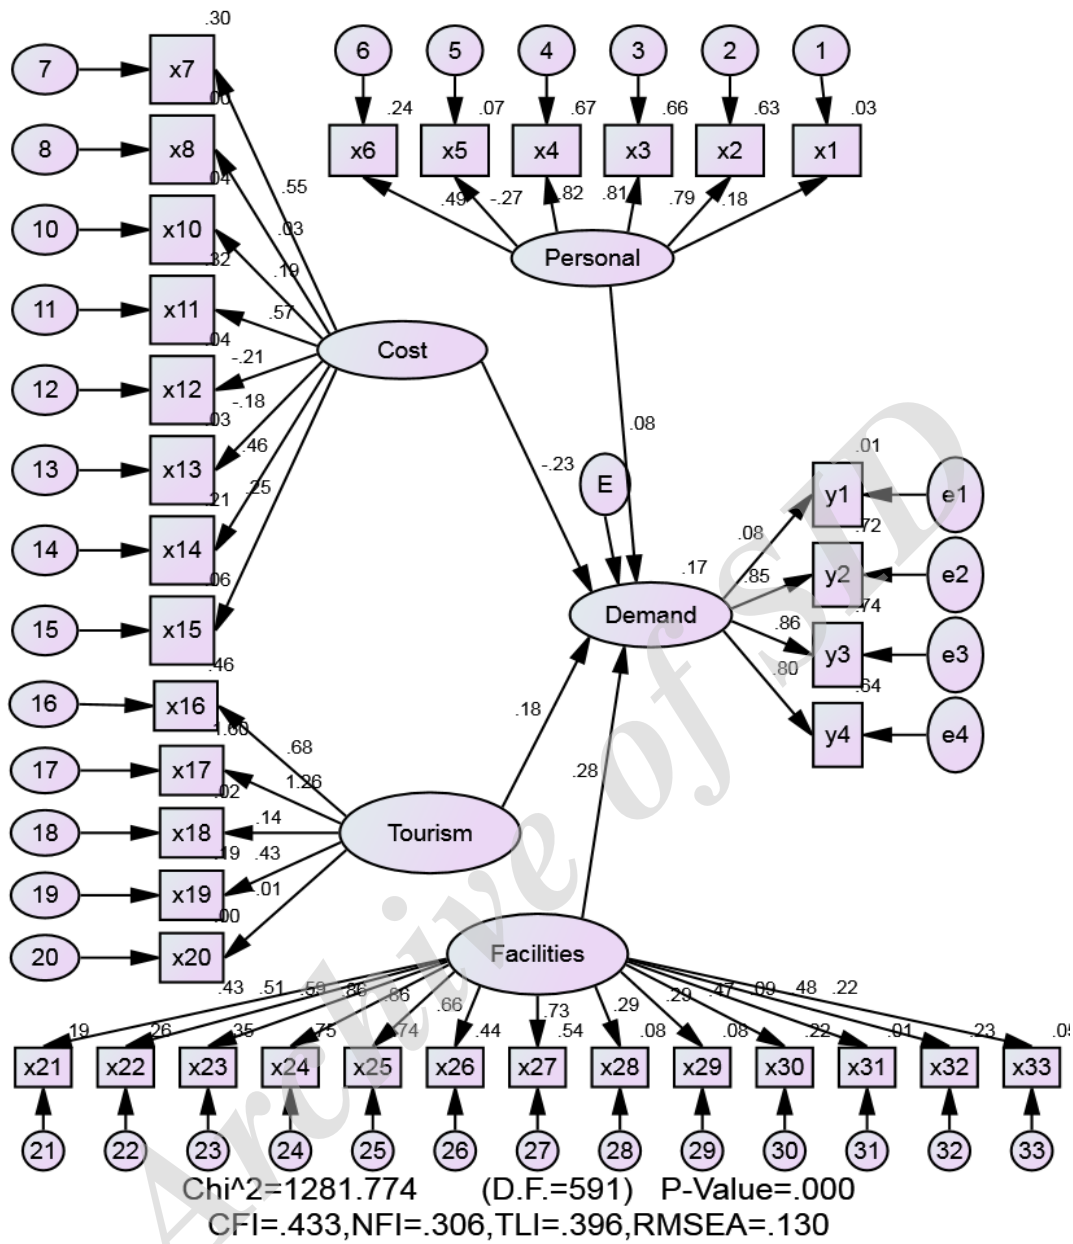 .30
6 5 4 3 2 1
7 x7
.24 .07 .67 .66 .63 .03
.00
8 x8
x6 x5 x4 x3 x2 x1
.04
.55
.49 -.27 .82 .81 .79 .18
10 x10
.03
Personal
.32
.19
11 x11
.57
.04
-.21
Cost
12 x12
-.18
.03
.46
.08
.01
13 x13
-.23
.21
.25
E
y1 e1
.08
.72
14 x14
.06
.17
.85
y2 e2
.74
15 x15
Demand
.86
y3 e3
.46
.80
.64
16 x16
.18
1.60
.68
y4 e4
17 x17
1.26
.28
.02
18 x18
.14
Tourism
.19
.43
19 x19
.01
.00
20 x20
Facilities
.43 .51 .59 .86 .86 .66 .73 .29 .29 .47 .09 .48 .22
.19 .26 .35 .75 .74 .44 .54 .08 .08 .22 .01 .23 .05
x21 x22 x23 x24 x25 x26 x27 x28 x29 x30 x31 x32 x33
21 22 23 24 25 26 27 28 29 30 31 32 33
Chi^2=1281.774 (D.F.=591) P-Value=.000
CFI=.433,NFI=.306,TLI=.396,RMSEA=.130
Archive of SID